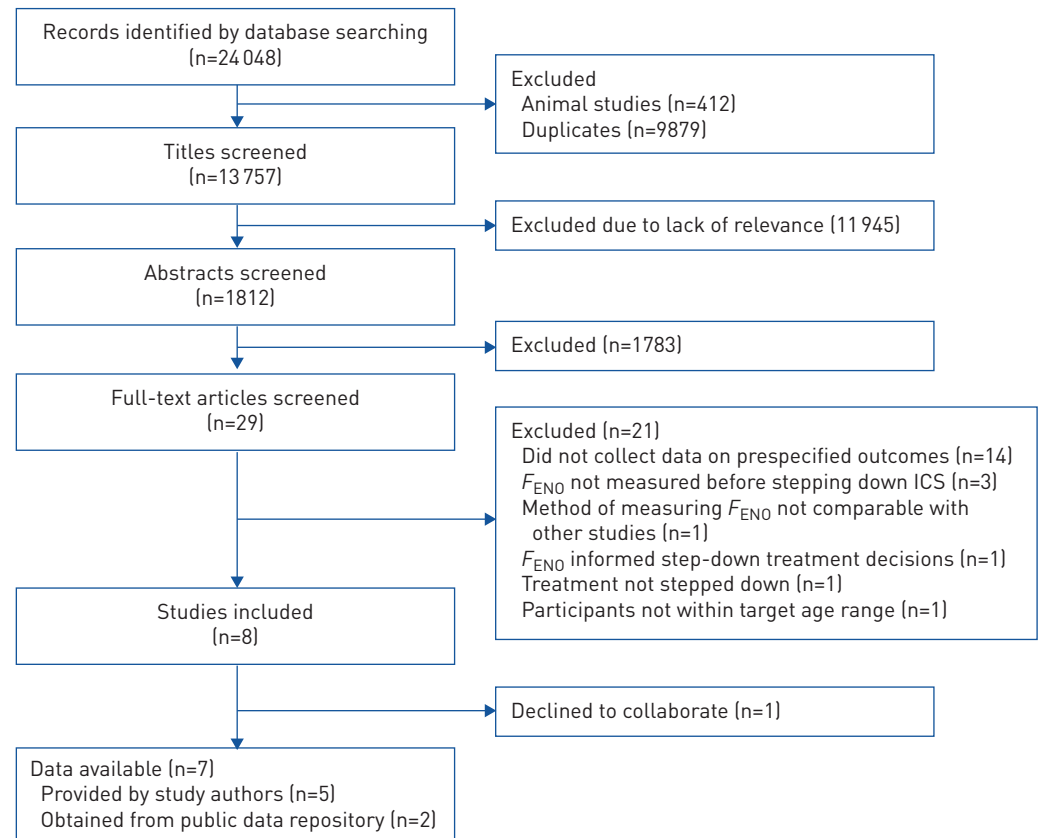 Records identified by database searching
(n=24 048)
Excluded
Animal studies (n=412)
Duplicates (n=9879)
Titles screened
(n=13 757)
Excluded due to lack of relevance (11 945)
Abstracts screened
(n=1812)
Excluded (n=1783)
Full-text articles screened
(n=29)
Excluded (n=21)
Did not collect data on prespecified outcomes (n=14)
FENO not measured before stepping down ICS (n=3)
Method of measuring FENO not comparable with
other studies (n=1)
FENO informed step-down treatment decisions (n=1)
Treatment not stepped down (n=1)
Participants not within target age range (n=1)
Studies included
(n=8)
Declined to collaborate (n=1)
Data available (n=7)
Provided by study authors (n=5)
Obtained from public data repository (n=2)